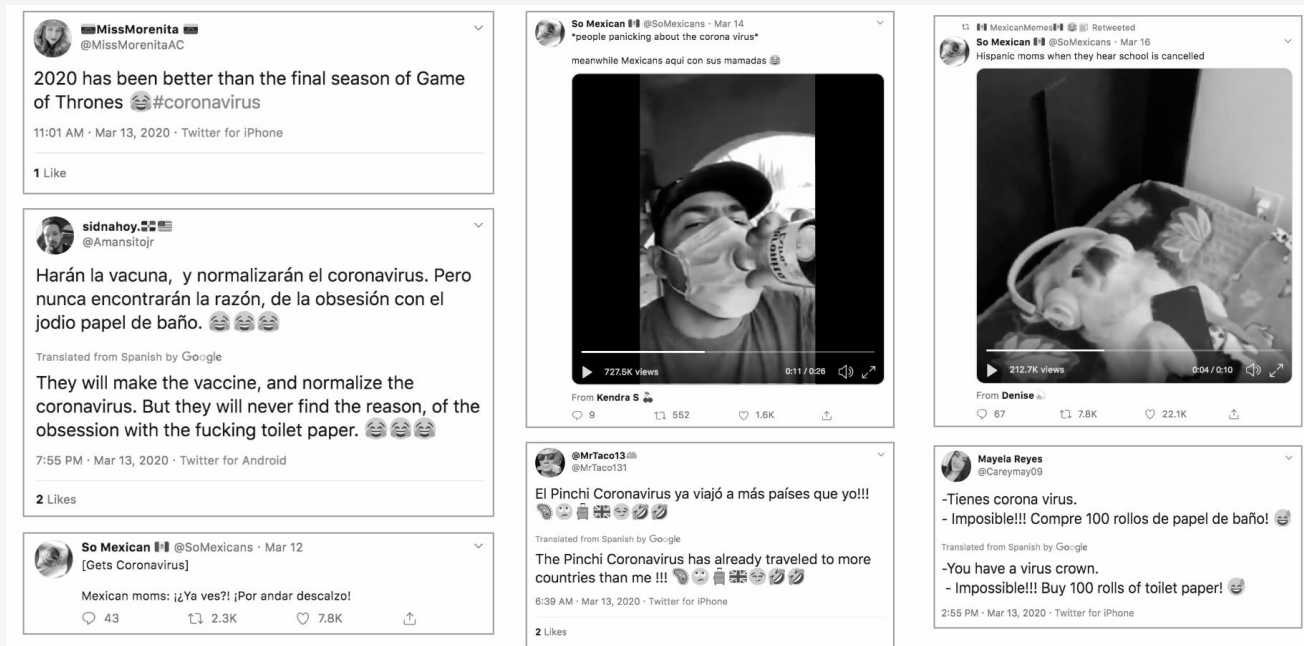 MissMorenita
@MissMorenitaAC
2020 has been better than the final season of Game
of Thrones 😂#coronavirus
11:01 AM · Mar 13, 2020 · Twitter for iPhone
1 Like
sidnahoy.
@Amansitojr
Harán la vacuna, y normalizarán el coronavirus. Pero
nunca encontrarán la razón, de la obsesión con el
jodio papel de baño. 😂😂😂
Translated from Spanish by Google
They will make the vaccine, and normalize the
coronavirus. But they will never find the reason, of the
obsession with the fucking toilet paper. 😂😂😂
7:55 PM · Mar 13, 2020 · Twitter for Android
2 Likes
So Mexican 🇲🇽 @SoMexicans · Mar 12
[Gets Coronavirus]
Mexican moms: ¡¿Ya ves?! ¡Por andar descalzo!
43 2.3K 7.8K
So Mexican 🇲🇽 @SoMexicans · Mar 14
*people panicking about the corona virus*
meanwhile Mexicans aqui con sus mamadas 😂
727.5K views 0:11 / 0:26
From Kendra S 🍒
9 552 1.6K
@MrTaco13🌮
@MrTaco131
El Pinchi Coronavirus ya viajó a más países que yo!!!
🦠🙄🧳🇬🇧😏🤣🤣
Translated from Spanish by Google
The Pinchi Coronavirus has already traveled to more
countries than me !!! 🦠🙄🧳🇬🇧😏🤣🤣
6:39 AM · Mar 13, 2020 · Twitter for iPhone
2 Likes
MexicanMemes Retweeted
So Mexican 🇲🇽 @SoMexicans · Mar 16
Hispanic moms when they hear school is cancelled
212.7K views 0:04 / 0:10
From Denise
67 7.8K 22.1K
Mayela Reyes
@Careymay09
-Tienes corona virus.
- Imposible!!! Compre 100 rollos de papel de baño! 😅
Translated from Spanish by Google
-You have a virus crown.
- Impossible!!! Buy 100 rolls of toilet paper! 😅
2:55 PM · Mar 13, 2020 · Twitter for iPhone